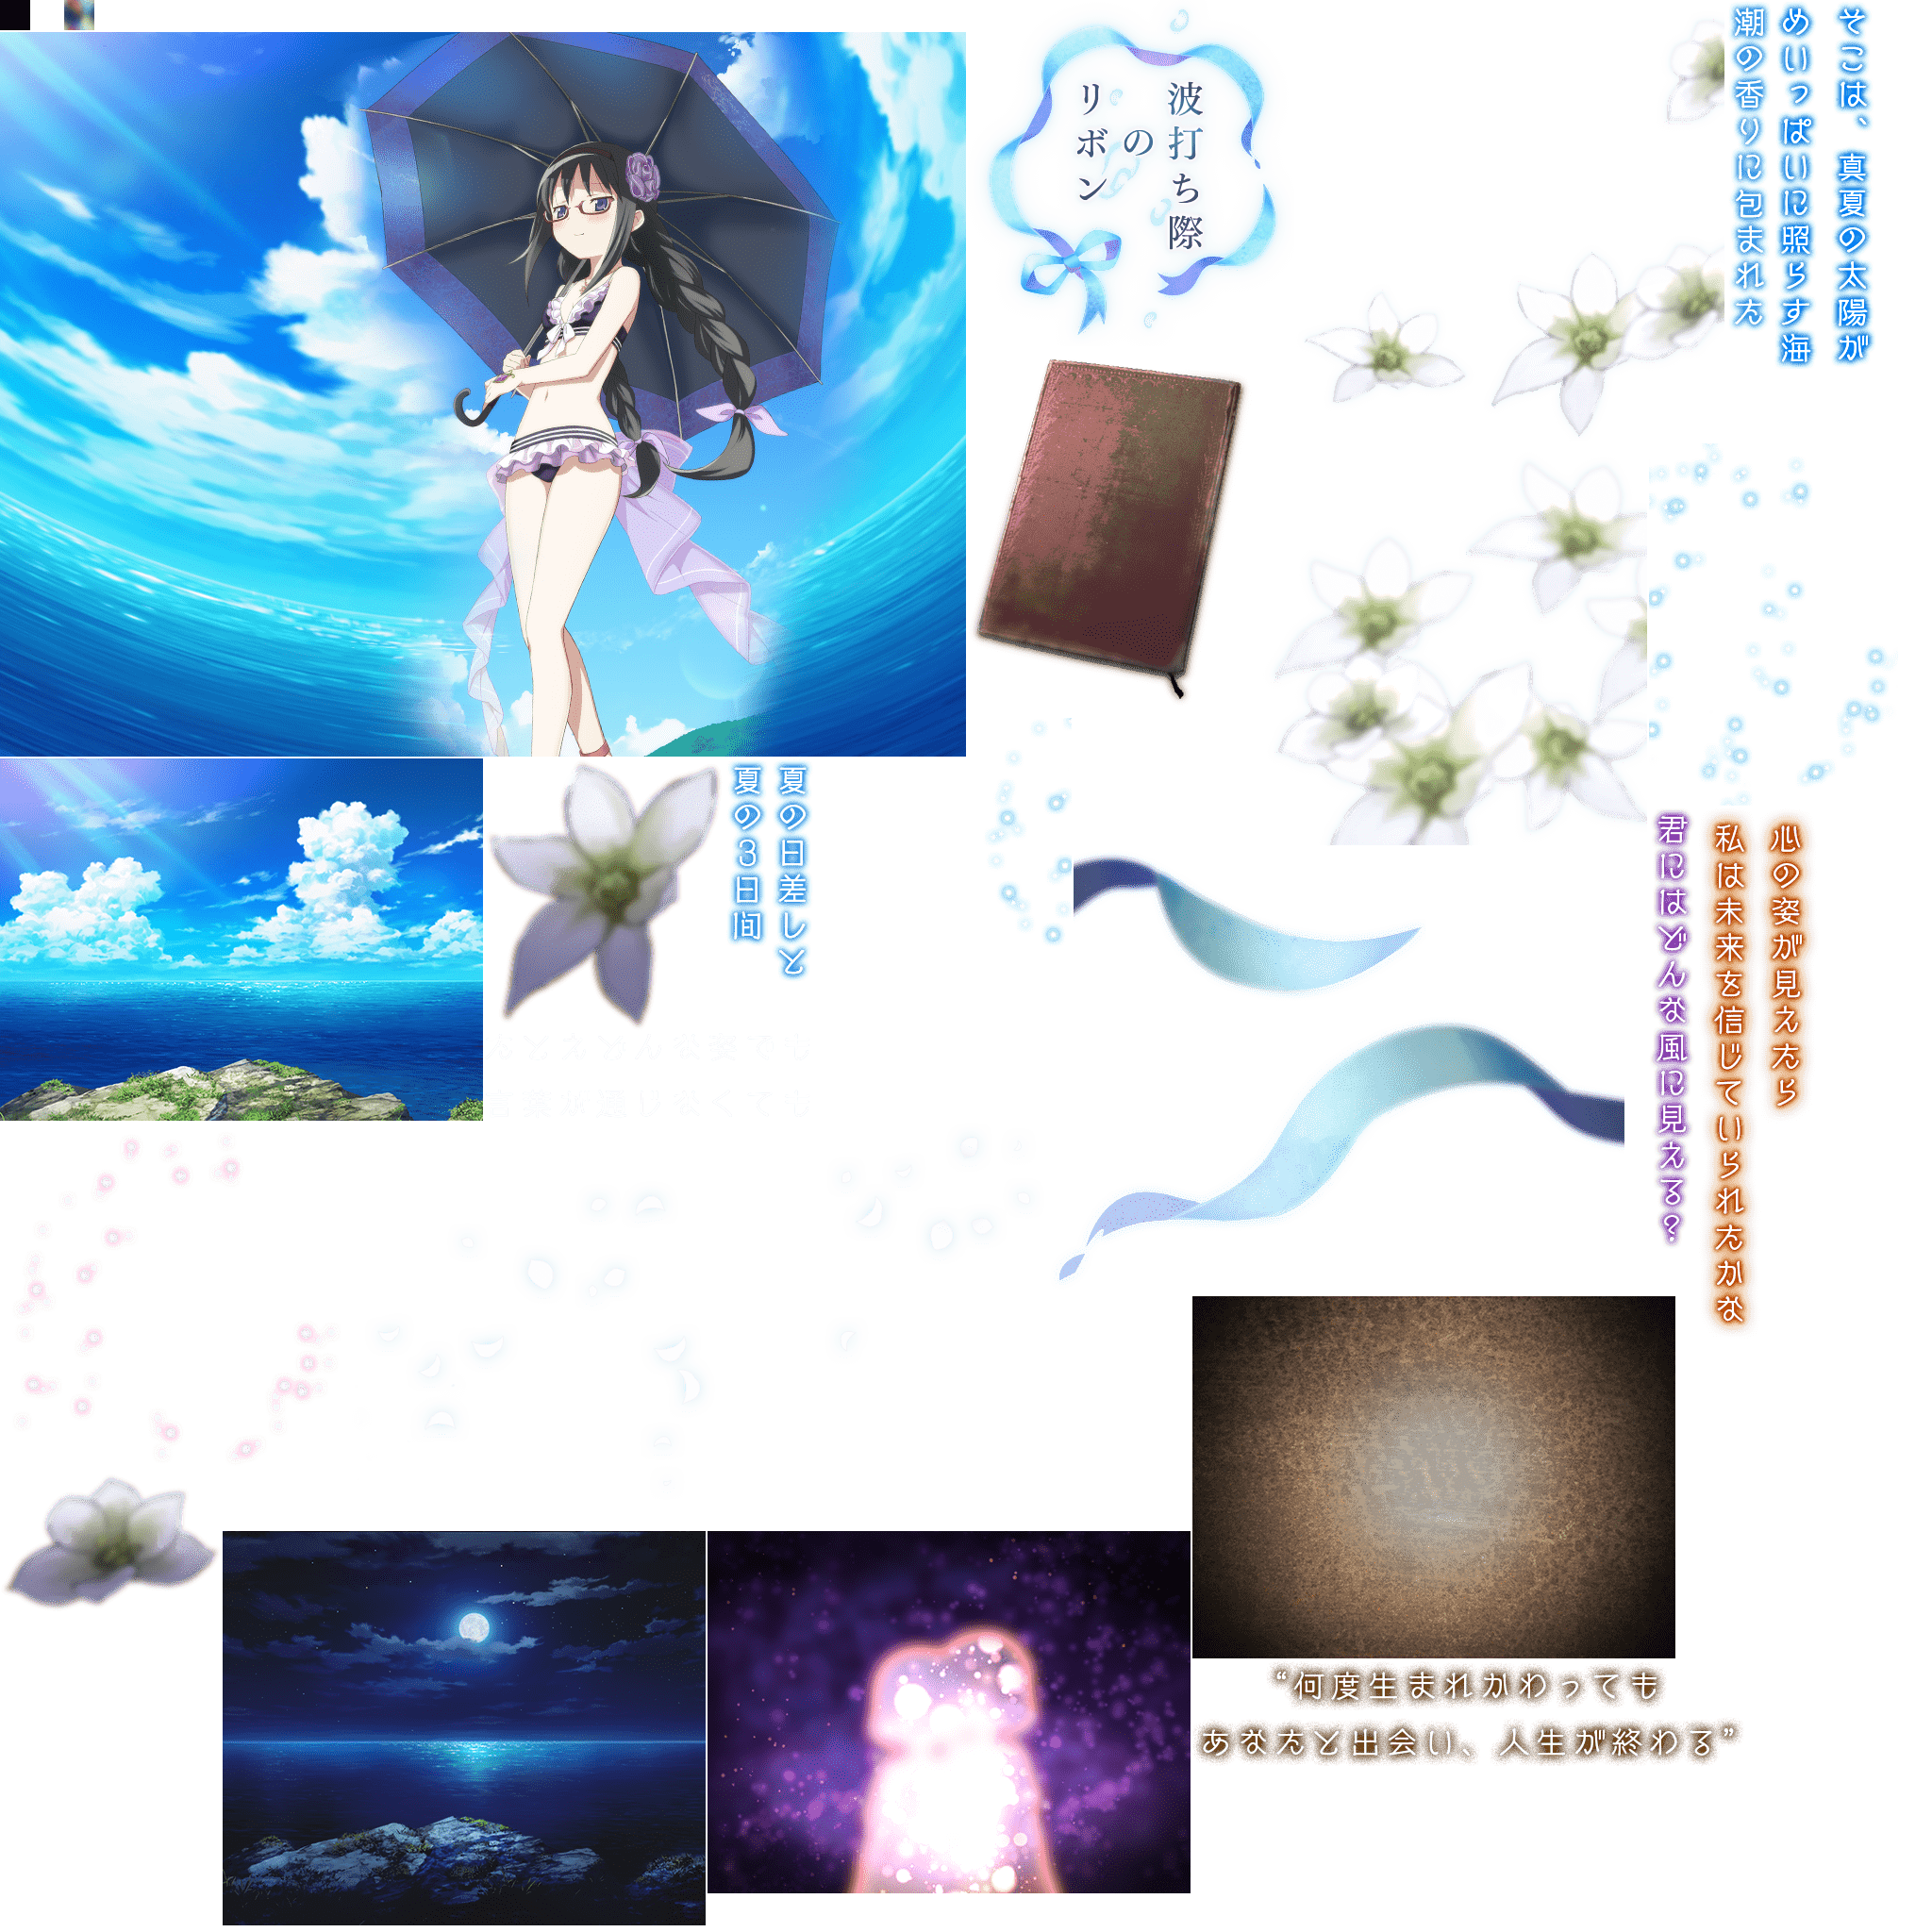 波打ち際
の
リボン
そこは、真夏の太陽が
めいっぱいに照らす海
潮の香りに包まれた
夏の日差しと
夏の3日間
心の姿が見えたら
私は未来を信じていられたかな
君にはどんな風に見える?
“何度生まれかわっても
あなたと出会い、人生が終わる”